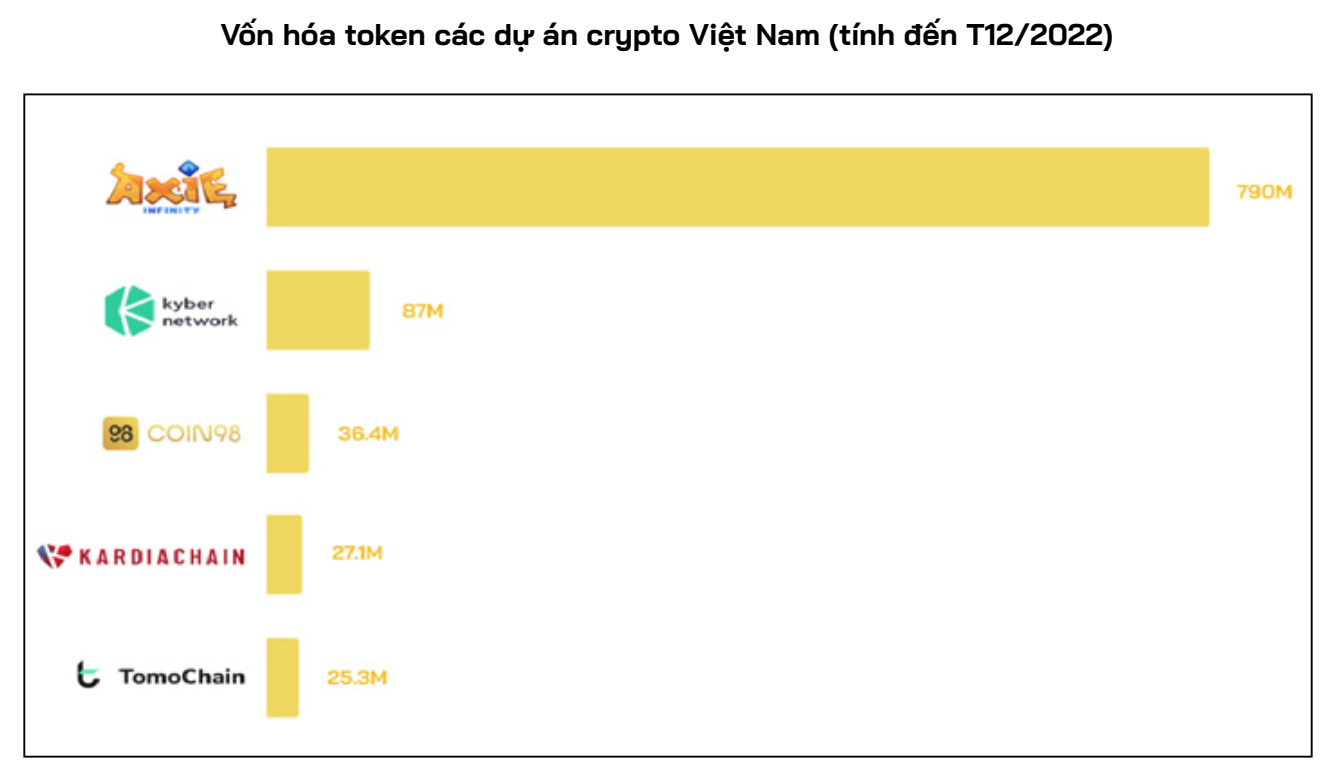 Vốn hóa token các dự án crypto Việt Nam (tính đến T12/2022)
AXIE
INFINITY
790M
kyber
network
87M
98 COIN98
36.4M
KARDIACHAIN
27.1M
TomoChain
25.3M